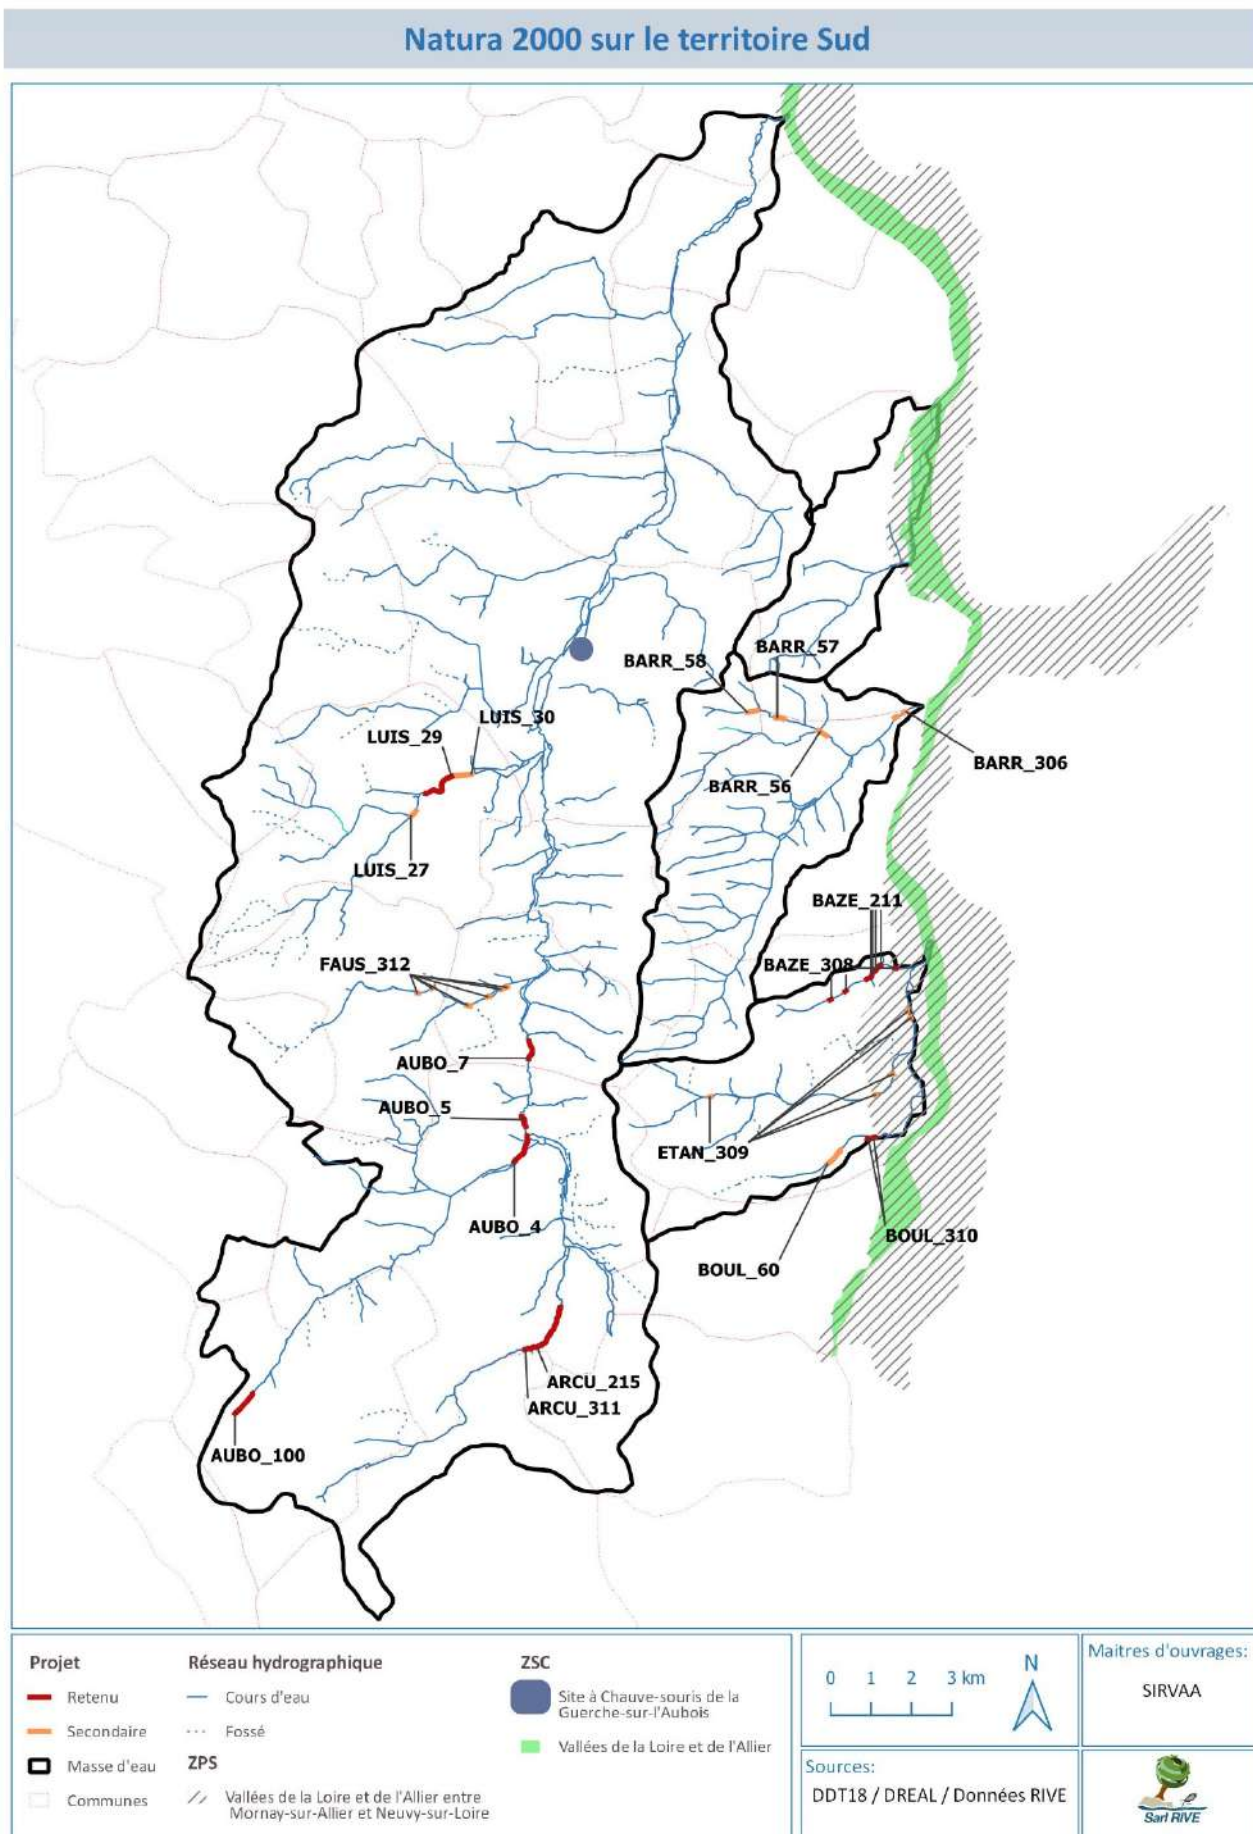 Natura 2000 sur le territoire Sud
BARR_57
BARR_58
LUIS_30
LUIS_29
BARR_306
BARR_56
LUIS_27
BAZE_211
FAUS_312
BAZE_308
AUBO_7
AUBO_5
ETAN_309
AUBO_4
BOUL_310
BOUL_60
ARCU_215
ARCU_311
AUBO_100
Projet
Retenu
Secondaire
Masse d'eau
Communes
Réseau hydrographique
Cours d'eau
Fossé
ZPS
Vallées de la Loire et de l'Allier entre
Mornay-sur-Allier et Neuvy-sur-Loire
ZSC
Site à Chauve-souris de la
Guerche-sur-l'Aubois
Vallées de la Loire et de l'Allier
0 1 2 3 km
N
Maitres d'ouvrages:
SIRVAA
Sources:
DDT18 / DREAL / Données RIVE
Sarl RIVE